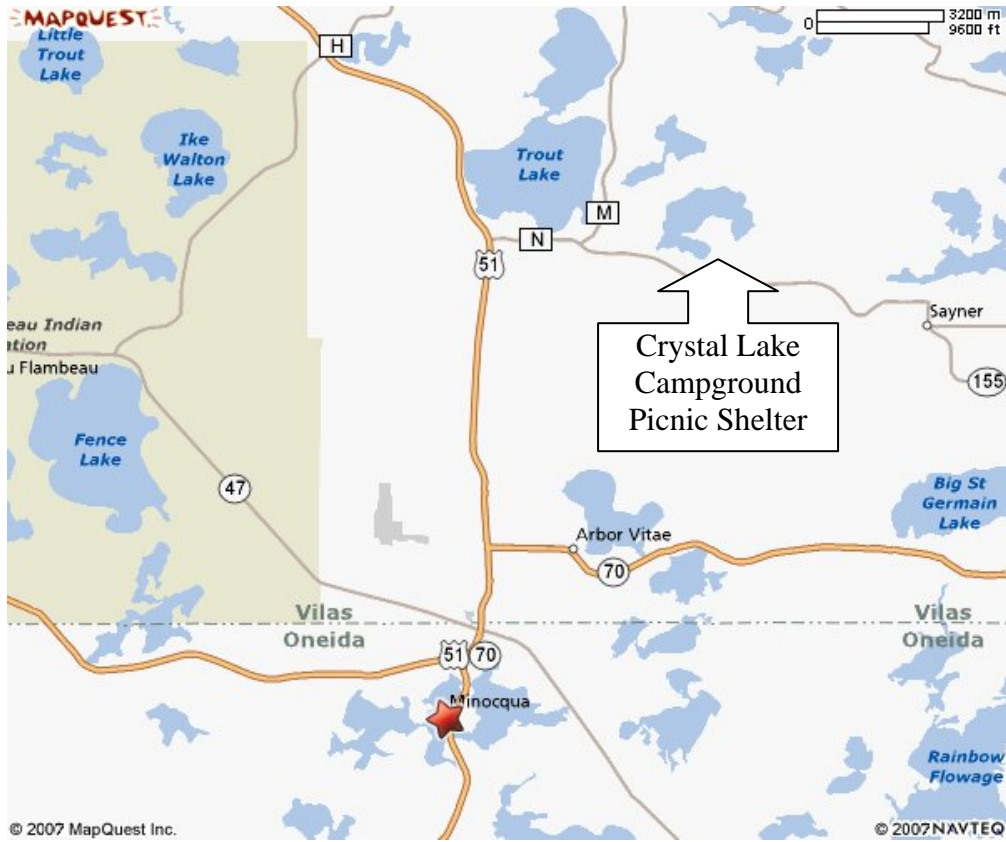 MAPQUEST.
0 3200 m
9600 ft
Little
Trout
Lake
H
Ike
Walton
Lake
Trout
Lake
M
N
51
Sayner
155
Crystal Lake
Campground
Picnic Shelter
eau Indian
ation
u Flambeau
Fence
Lake
47
Big St
Germain
Lake
Arbor Vitae
70
Vilas
Oneida
Vilas
Oneida
51 70
Minocqua
Rainbow
Flowage
© 2007 MapQuest Inc.
© 2007 NAVTEQ